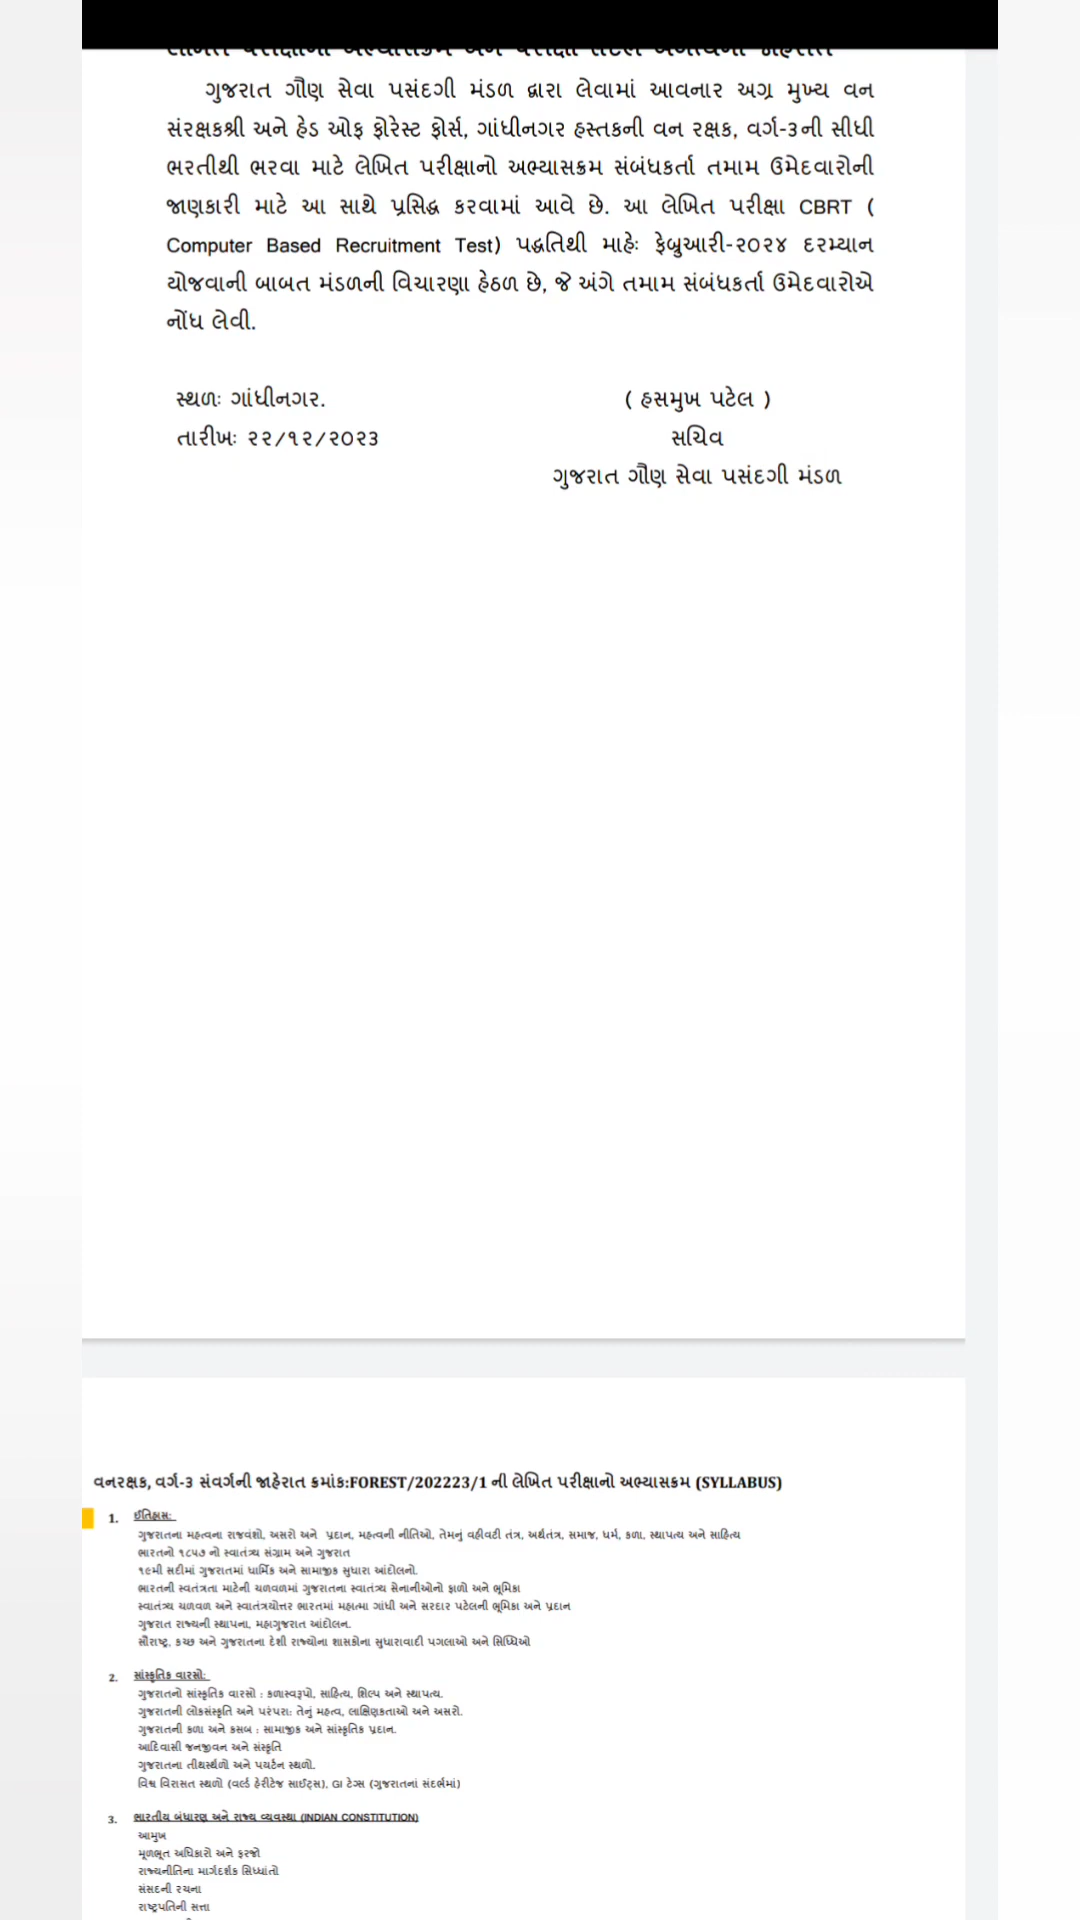 ગુજરાત ગૌણ સેવા પસંદગી મંડળ દ્વારા લેવામાં આવનાર અગ્ર મુખ્ય વન
સંરક્ષકશ્રી અને હેડ ઓફ ફોરેસ્ટ ફોર્સ, ગાંધીનગર હસ્તકની વન રક્ષક, વર્ગ-૩ની સીધી
ભરતીથી ભરવા માટે લેખિત પરીક્ષાનો અભ્યાસક્રમ સંબંધકર્તા તમામ ઉમેદવારોની
જાણકારી માટે આ સાથે પ્રસિદ્ધ કરવામાં આવે છે. આ લેખિત પરીક્ષા CBRT (
Computer Based Recruitment Test) પદ્ધતિથી માહેઃ ફેબ્રુઆરી-૨૦૨૪ દરમ્યાન
યોજવાની બાબત મંડળની વિચારણા હેઠળ છે, જે અંગે તમામ સંબંધકર્તા ઉમેદવારોએ
નોંધ લેવી.
સ્થળઃ ગાંધીનગર.
( હસમુખ પટેલ )
તારીખઃ ૨૨/૧૨/૨૦૨૩
સચિવ
ગુજરાત ગૌણ સેવા પસંદગી મંડળ
વનરક્ષક, વર્ગ-૩ સંવર્ગની જાહેરાત ક્રમાંક:FOREST/202223/1 ની લેખિત પરીક્ષાનો અભ્યાસક્રમ (SYLLABUS)
1. ઈતિહાસ:
ગુજરાતના મહત્વના રાજવંશો, અસરો અને પ્રદાન, મહત્વની નીતિઓ, તેમનું વહીવટી તંત્ર, અર્થતંત્ર, સમાજ, ધર્મ, કળા, સ્થાપત્ય અને સાહિત્ય
ભારતનો ૧૮૫૭ નો સ્વાતંત્ર્ય સંગ્રામ અને ગુજરાત
૧૯મી સદીમાં ગુજરાતમાં ધાર્મિક અને સામાજીક સુધારા આંદોલનો.
ભારતની સ્વતંત્રતા માટેની ચળવળમાં ગુજરાતના સ્વાતંત્ર્ય સેનાનીઓનો ફાળો અને ભૂમિકા
સ્વાતંત્ર્ય ચળવળ અને સ્વાતંત્ર્યોત્તર ભારતમાં મહાત્મા ગાંધી અને સરદાર પટેલની ભૂમિકા અને પ્રદાન
ગુજરાત રાજ્યની સ્થાપના, મહાગુજરાત આંદોલન.
સૌરાષ્ટ્ર, કચ્છ અને ગુજરાતના દેશી રાજ્યોના શાસકોના સુધારાવાદી પગલાઓ અને સિધ્ધિઓ
2. સાંસ્કૃતિક વારસો:
ગુજરાતનો સાંસ્કૃતિક વારસો : કળાસ્વરૂપો, સાહિત્ય, શિલ્પ અને સ્થાપત્ય.
ગુજરાતની લોકસંસ્કૃતિ અને પરંપરા: તેનું મહત્વ, લાક્ષિણકતાઓ અને અસરો.
ગુજરાતની કળા અને કસબ : સામાજીક અને સાંસ્કૃતિક પ્રદાન.
આદિવાસી જનજીવન અને સંસ્કૃતિ
ગુજરાતના તીર્થસ્થળો અને પર્યટન સ્થળો.
વિશ્વ વિરાસત સ્થળો (વર્લ્ડ હેરીટેજ સાઈટ્સ), GI ટેગ્સ (ગુજરાતનાં સંદર્ભમાં)
3. ભારતીય બંધારણ અને રાજ્ય વ્યવસ્થા (INDIAN CONSTITUTION)
આમુખ
મૂળભૂત અધિકારો અને ફરજો
રાજ્યનીતિના માર્ગદર્શક સિધ્ધાંતો
સંસદની રચના
રાષ્ટ્રપતિની સત્તા